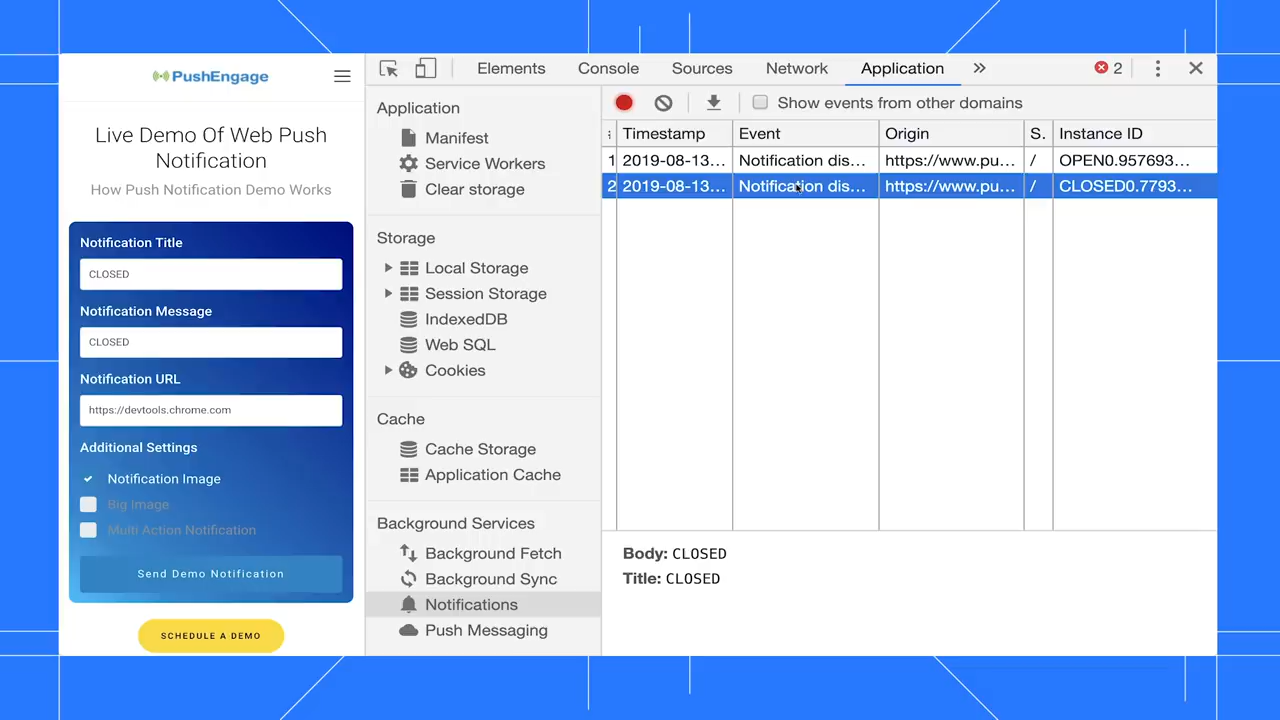 PushEngage
Live Demo Of Web Push
Notification
How Push Notification Demo Works
Notification Title
CLOSED
Notification Message
CLOSED
Notification URL
https://devtools.chrome.com
Additional Settings
Notification Image
Big Image
Multi Action Notification
Send Demo Notification
SCHEDULE A DEMO
Elements Console Sources Network Application » 2
Application
Manifest
Service Workers
Clear storage
Storage
Local Storage
Session Storage
IndexedDB
Web SQL
Cookies
Cache
Cache Storage
Application Cache
Background Services
Background Fetch
Background Sync
Notifications
Push Messaging
Show events from other domains
Timestamp Event Origin S. Instance ID
1 2019-08-13... Notification dis... https://www.pu... / OPEN0.957693...
2 2019-08-13... Notification dis... https://www.pu... / CLOSED0.7793...
Body: CLOSED
Title: CLOSED